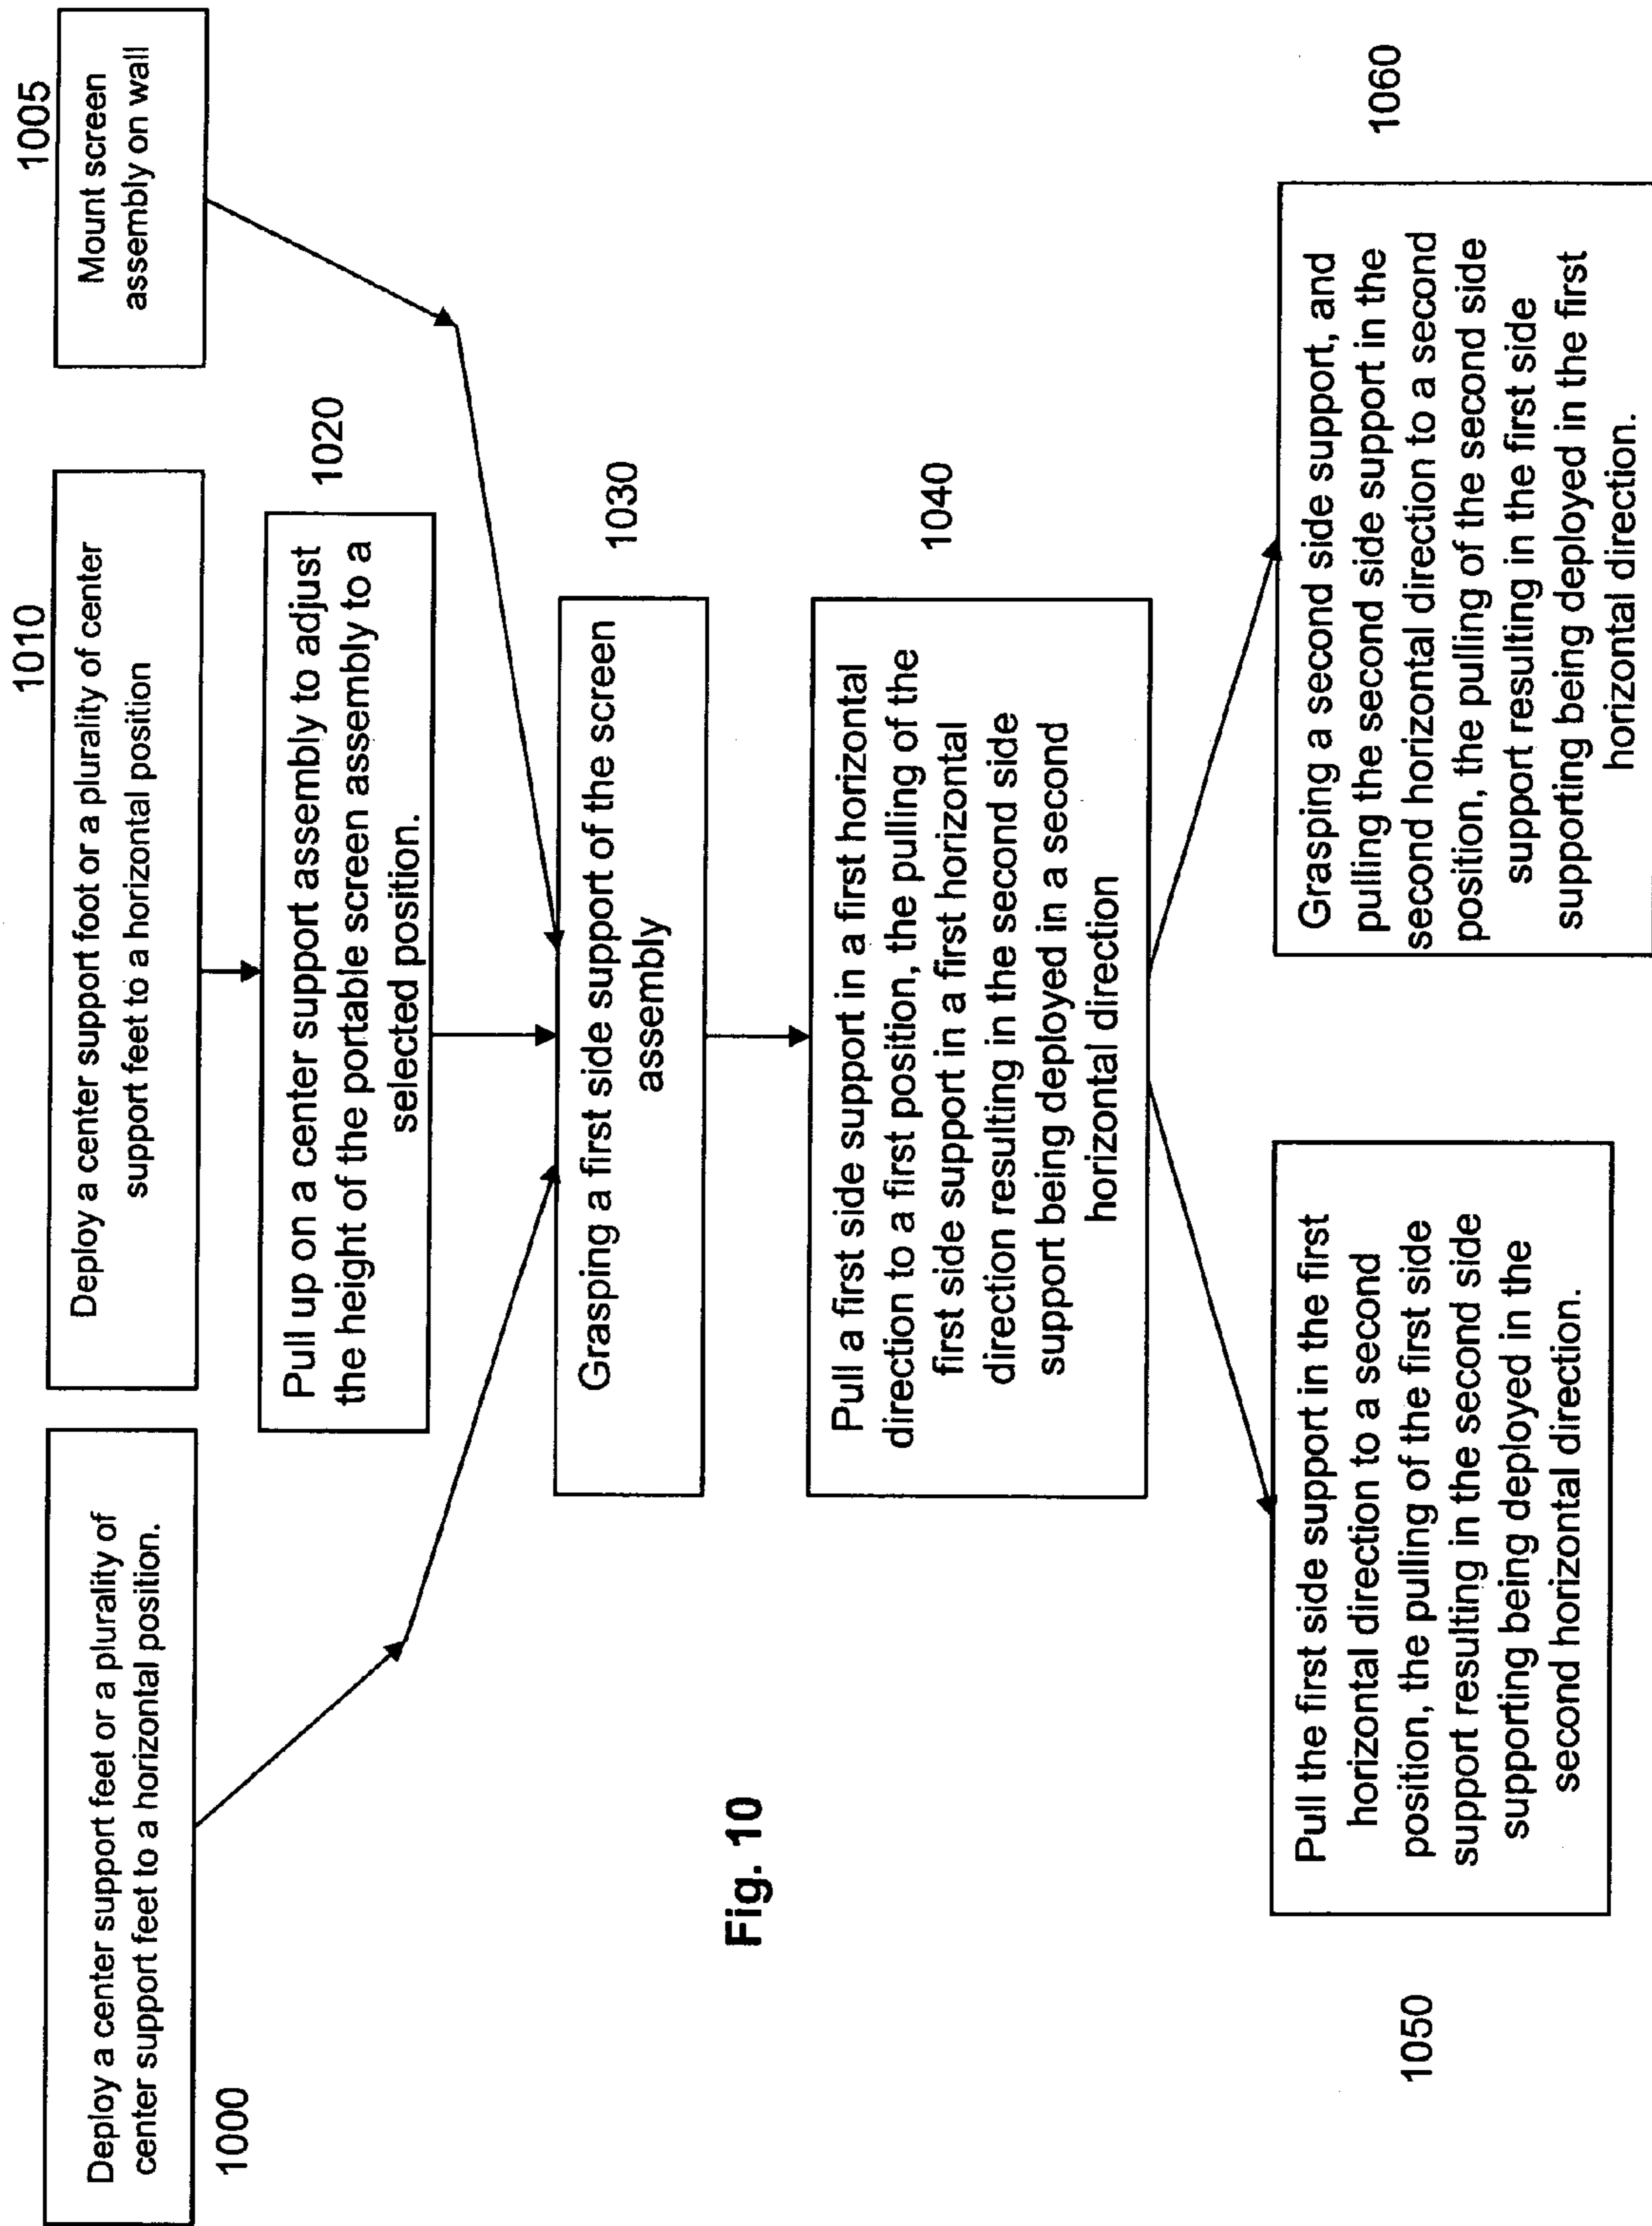 Deploy a center support feet or a plurality of
center support feet to a horizontal position.
1000
1010
Deploy a center support foot or a plurality of center
support feet to a horizontal position
1005
Mount screen
assembly on wall
Pull up on a center support assembly to adjust
the height of the portable screen assembly to a
selected position.
1020
Grasping a first side support of the screen
assembly
1030
Pull a first side support in a first horizontal
direction to a first position, the pulling of the
first side support in a first horizontal
direction resulting in the second side
support being deployed in a second
horizontal direction
1040
Fig. 10
Pull the first side support in the first
horizontal direction to a second
position, the pulling of the first side
support resulting in the second side
supporting being deployed in the
second horizontal direction.
1050
Grasping a second side support, and
pulling the second side support in the
second horizontal direction to a second
position, the pulling of the second side
support resulting in the first side
supporting being deployed in the first
horizontal direction.
1060